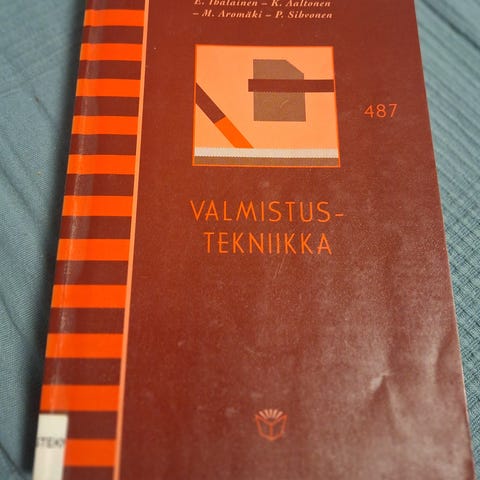 E. Ihalainen – K. Aaltonen
– M. Aromäki – P. Sihvonen
487
VALMISTUS-
TEKNIIKKA